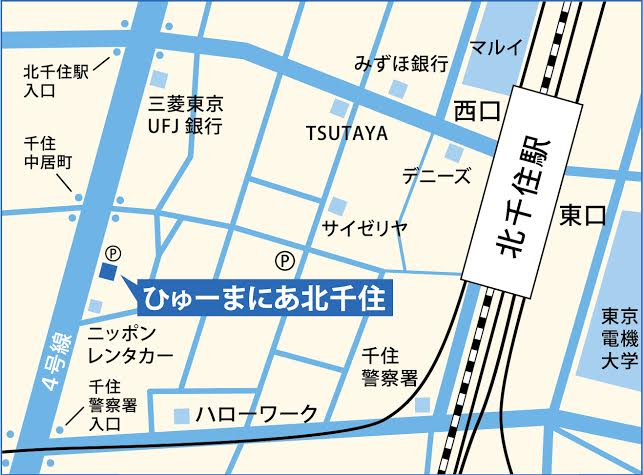 マルイ
みずほ銀行
北千住駅
入口
三菱東京
UFJ 銀行
TSUTAYA
西口
千住
中居町
デニーズ
北千住駅
東口
サイゼリヤ
P
P
ひゅーまにあ北千住
ニッポン
レンタカー
4号線
東京
電機
大学
千住
警察署
千住
警察署
入口
ハローワーク